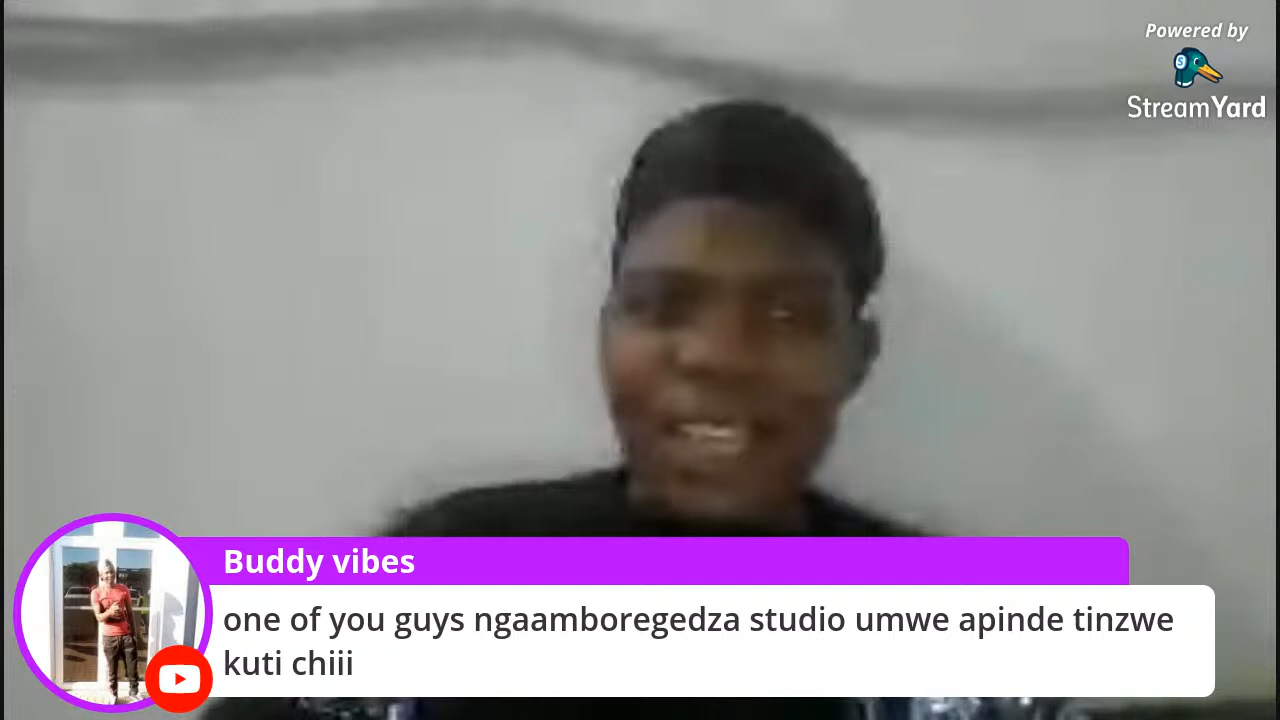 Powered by
StreamYard
Buddy vibes
one of you guys ngaamboregedza studio umwe apinde tinzwe
kuti chiii